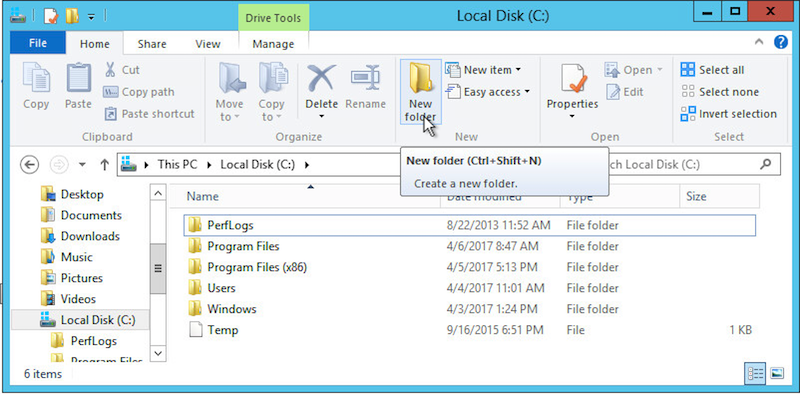 Drive Tools
Local Disk (C:)
File Home Share View Manage
Copy
Paste
Cut
Copy path
Paste shortcut
Clipboard
Move to
Copy to
Delete
Rename
Organize
New folder
New item
Easy access
New
Properties
Open
Edit
Open
Select all
Select none
Invert selection
Select
This PC Local Disk (C:)
Local Disk (C:)
New folder (Ctrl+Shift+N)
Create a new folder.
Desktop
Documents
Downloads
Music
Pictures
Videos
Local Disk (C:)
PerfLogs
Program Files
Name Date modified Type Size
PerfLogs 8/22/2013 11:52 AM File folder
Program Files 4/6/2017 8:47 AM File folder
Program Files (x86) 4/5/2017 5:13 PM File folder
Users 4/4/2017 11:01 AM File folder
Windows 4/3/2017 1:24 PM File folder
Temp 9/16/2015 6:51 PM File 1 KB
6 items